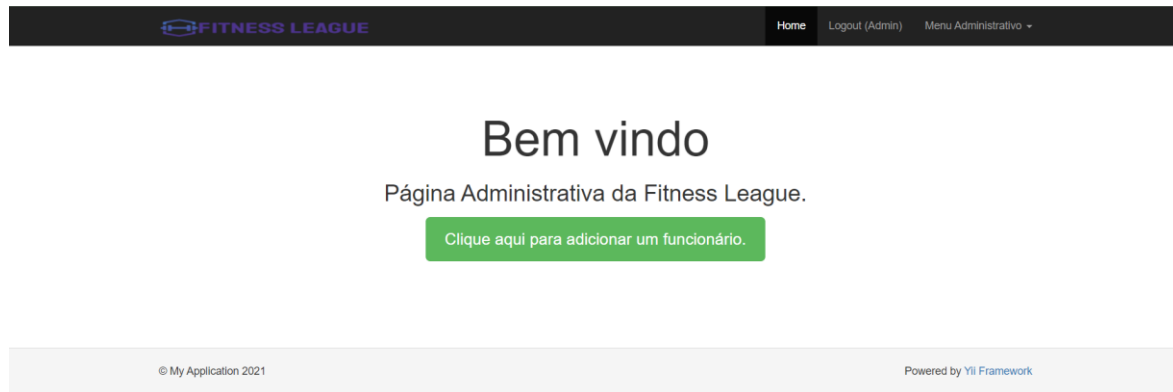 FITNESS LEAGUE
Home Logout (Admin) Menu Administrativo
Bem vindo
Página Administrativa da Fitness League.
Clique aqui para adicionar um funcionário.
© My Application 2021
Powered by Yii Framework